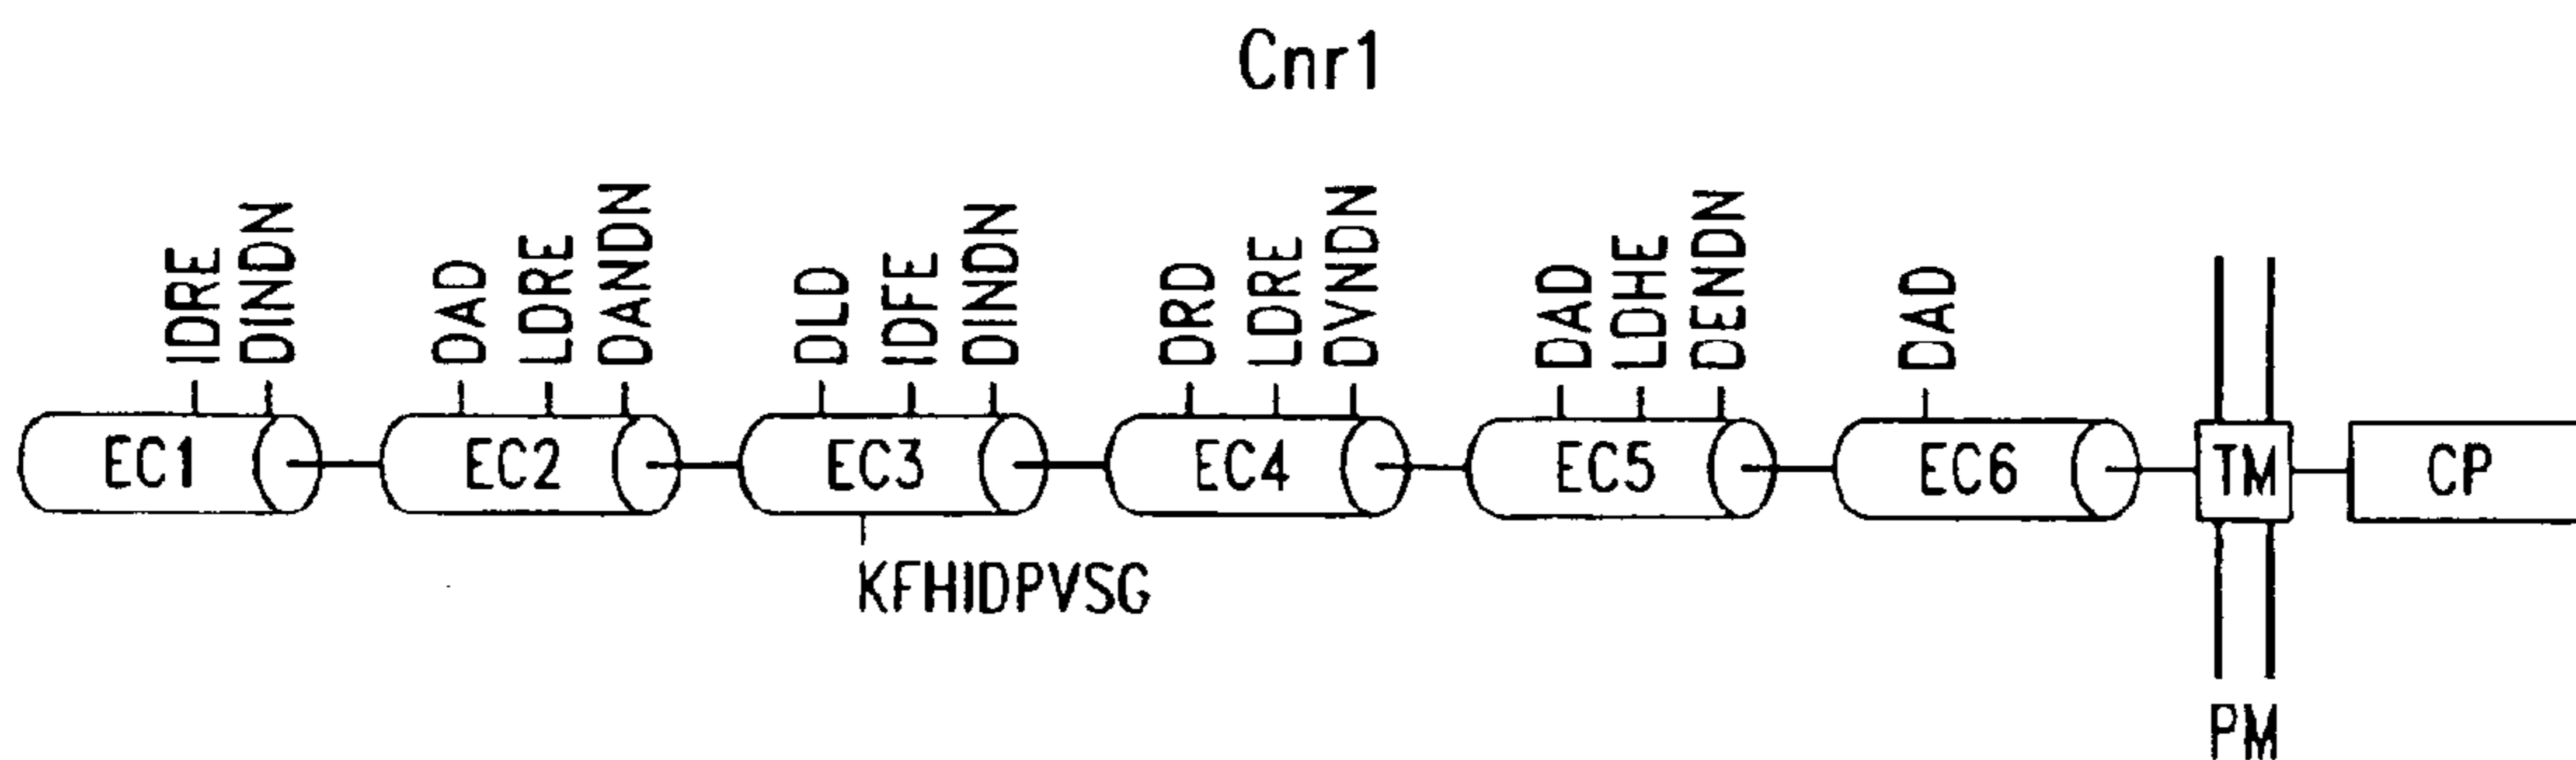 Cnr1
IDRE DINDN DAD LDRE DANDN DLD IDFE DINDN DRD LDRE DVNDN DAD LDHE DENDN DAD
EC1 EC2 EC3 EC4 EC5 EC6 TM CP
KFHIDPVSG
PM